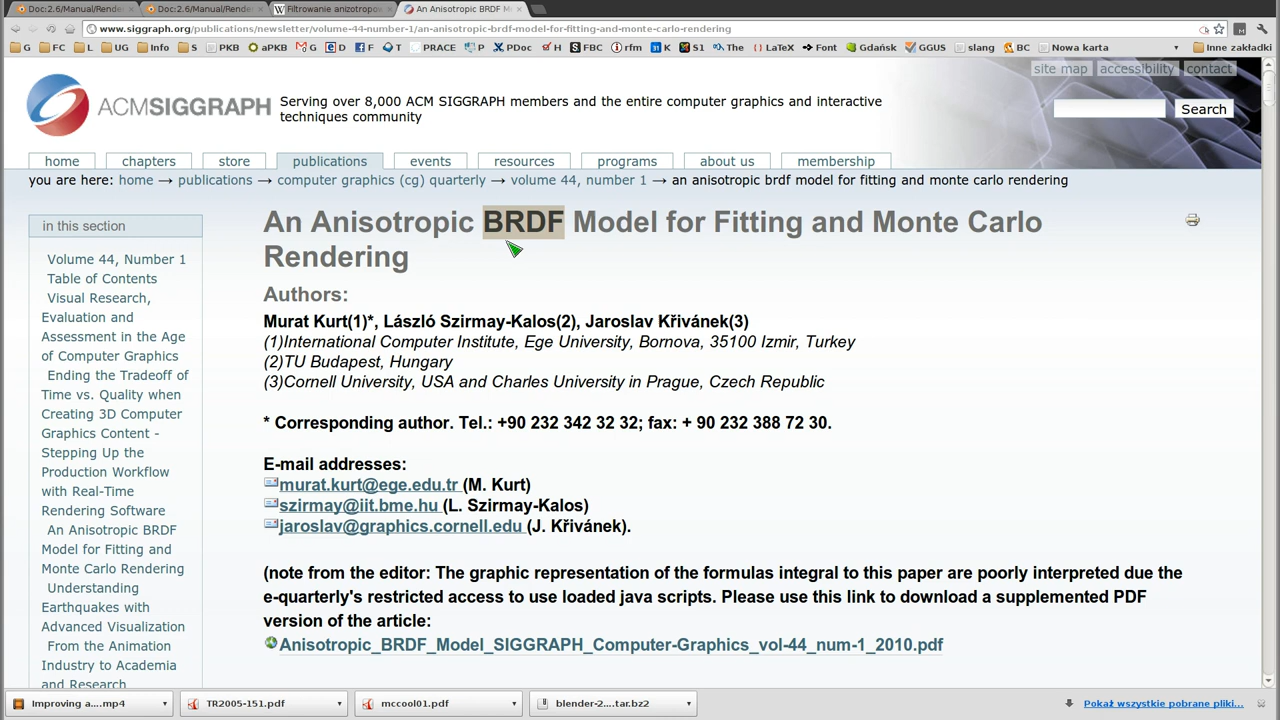 Doc:2.6/Manual/Rende
Doc:2.6/Manual/Rende
Filtrowanie anizotropo
An Anisotropic BRDF M
www.siggraph.org/publications/newsletter/volume-44-number-1/an-anisotropic-brdf-model-for-fitting-and-monte-carlo-rendering
G FC L UG Info S PKB aPKB G D F T PRACE P PDoc H FBC rfm K S1 The LaTeX Font Gdańsk GGUS slang BC Nowa karta Inne zakładki
site map accessibility contact
ACMSIGGRAPH
Serving over 8,000 ACM SIGGRAPH members and the entire computer graphics and interactive
techniques community
Search
home chapters store publications events resources programs about us membership
you are here: home → publications → computer graphics (cg) quarterly → volume 44, number 1 → an anisotropic brdf model for fitting and monte carlo rendering
in this section
Volume 44, Number 1
Table of Contents
Visual Research,
Evaluation and
Assessment in the Age
of Computer Graphics
Ending the Tradeoff of
Time vs. Quality when
Creating 3D Computer
Graphics Content -
Stepping Up the
Production Workflow
with Real-Time
Rendering Software
An Anisotropic BRDF
Model for Fitting and
Monte Carlo Rendering
Understanding
Earthquakes with
Advanced Visualization
From the Animation
Industry to Academia
and Research
An Anisotropic BRDF Model for Fitting and Monte Carlo
Rendering
Authors:
Murat Kurt(1)*, László Szirmay-Kalos(2), Jaroslav Křivánek(3)
(1)International Computer Institute, Ege University, Bornova, 35100 Izmir, Turkey
(2)TU Budapest, Hungary
(3)Cornell University, USA and Charles University in Prague, Czech Republic
* Corresponding author. Tel.: +90 232 342 32 32; fax: + 90 232 388 72 30.
E-mail addresses:
murat.kurt@ege.edu.tr (M. Kurt)
szirmay@iit.bme.hu (L. Szirmay-Kalos)
jaroslav@graphics.cornell.edu (J. Křivánek).
(note from the editor: The graphic representation of the formulas integral to this paper are poorly interpreted due the
e-quarterly's restricted access to use loaded java scripts. Please use this link to download a supplemented PDF
version of the article:
Anisotropic_BRDF_Model_SIGGRAPH_Computer-Graphics_vol-44_num-1_2010.pdf
Improving a....mp4
TR2005-151.pdf
mccool01.pdf
blender-2....tar.bz2
Pokaż wszystkie pobrane pliki...